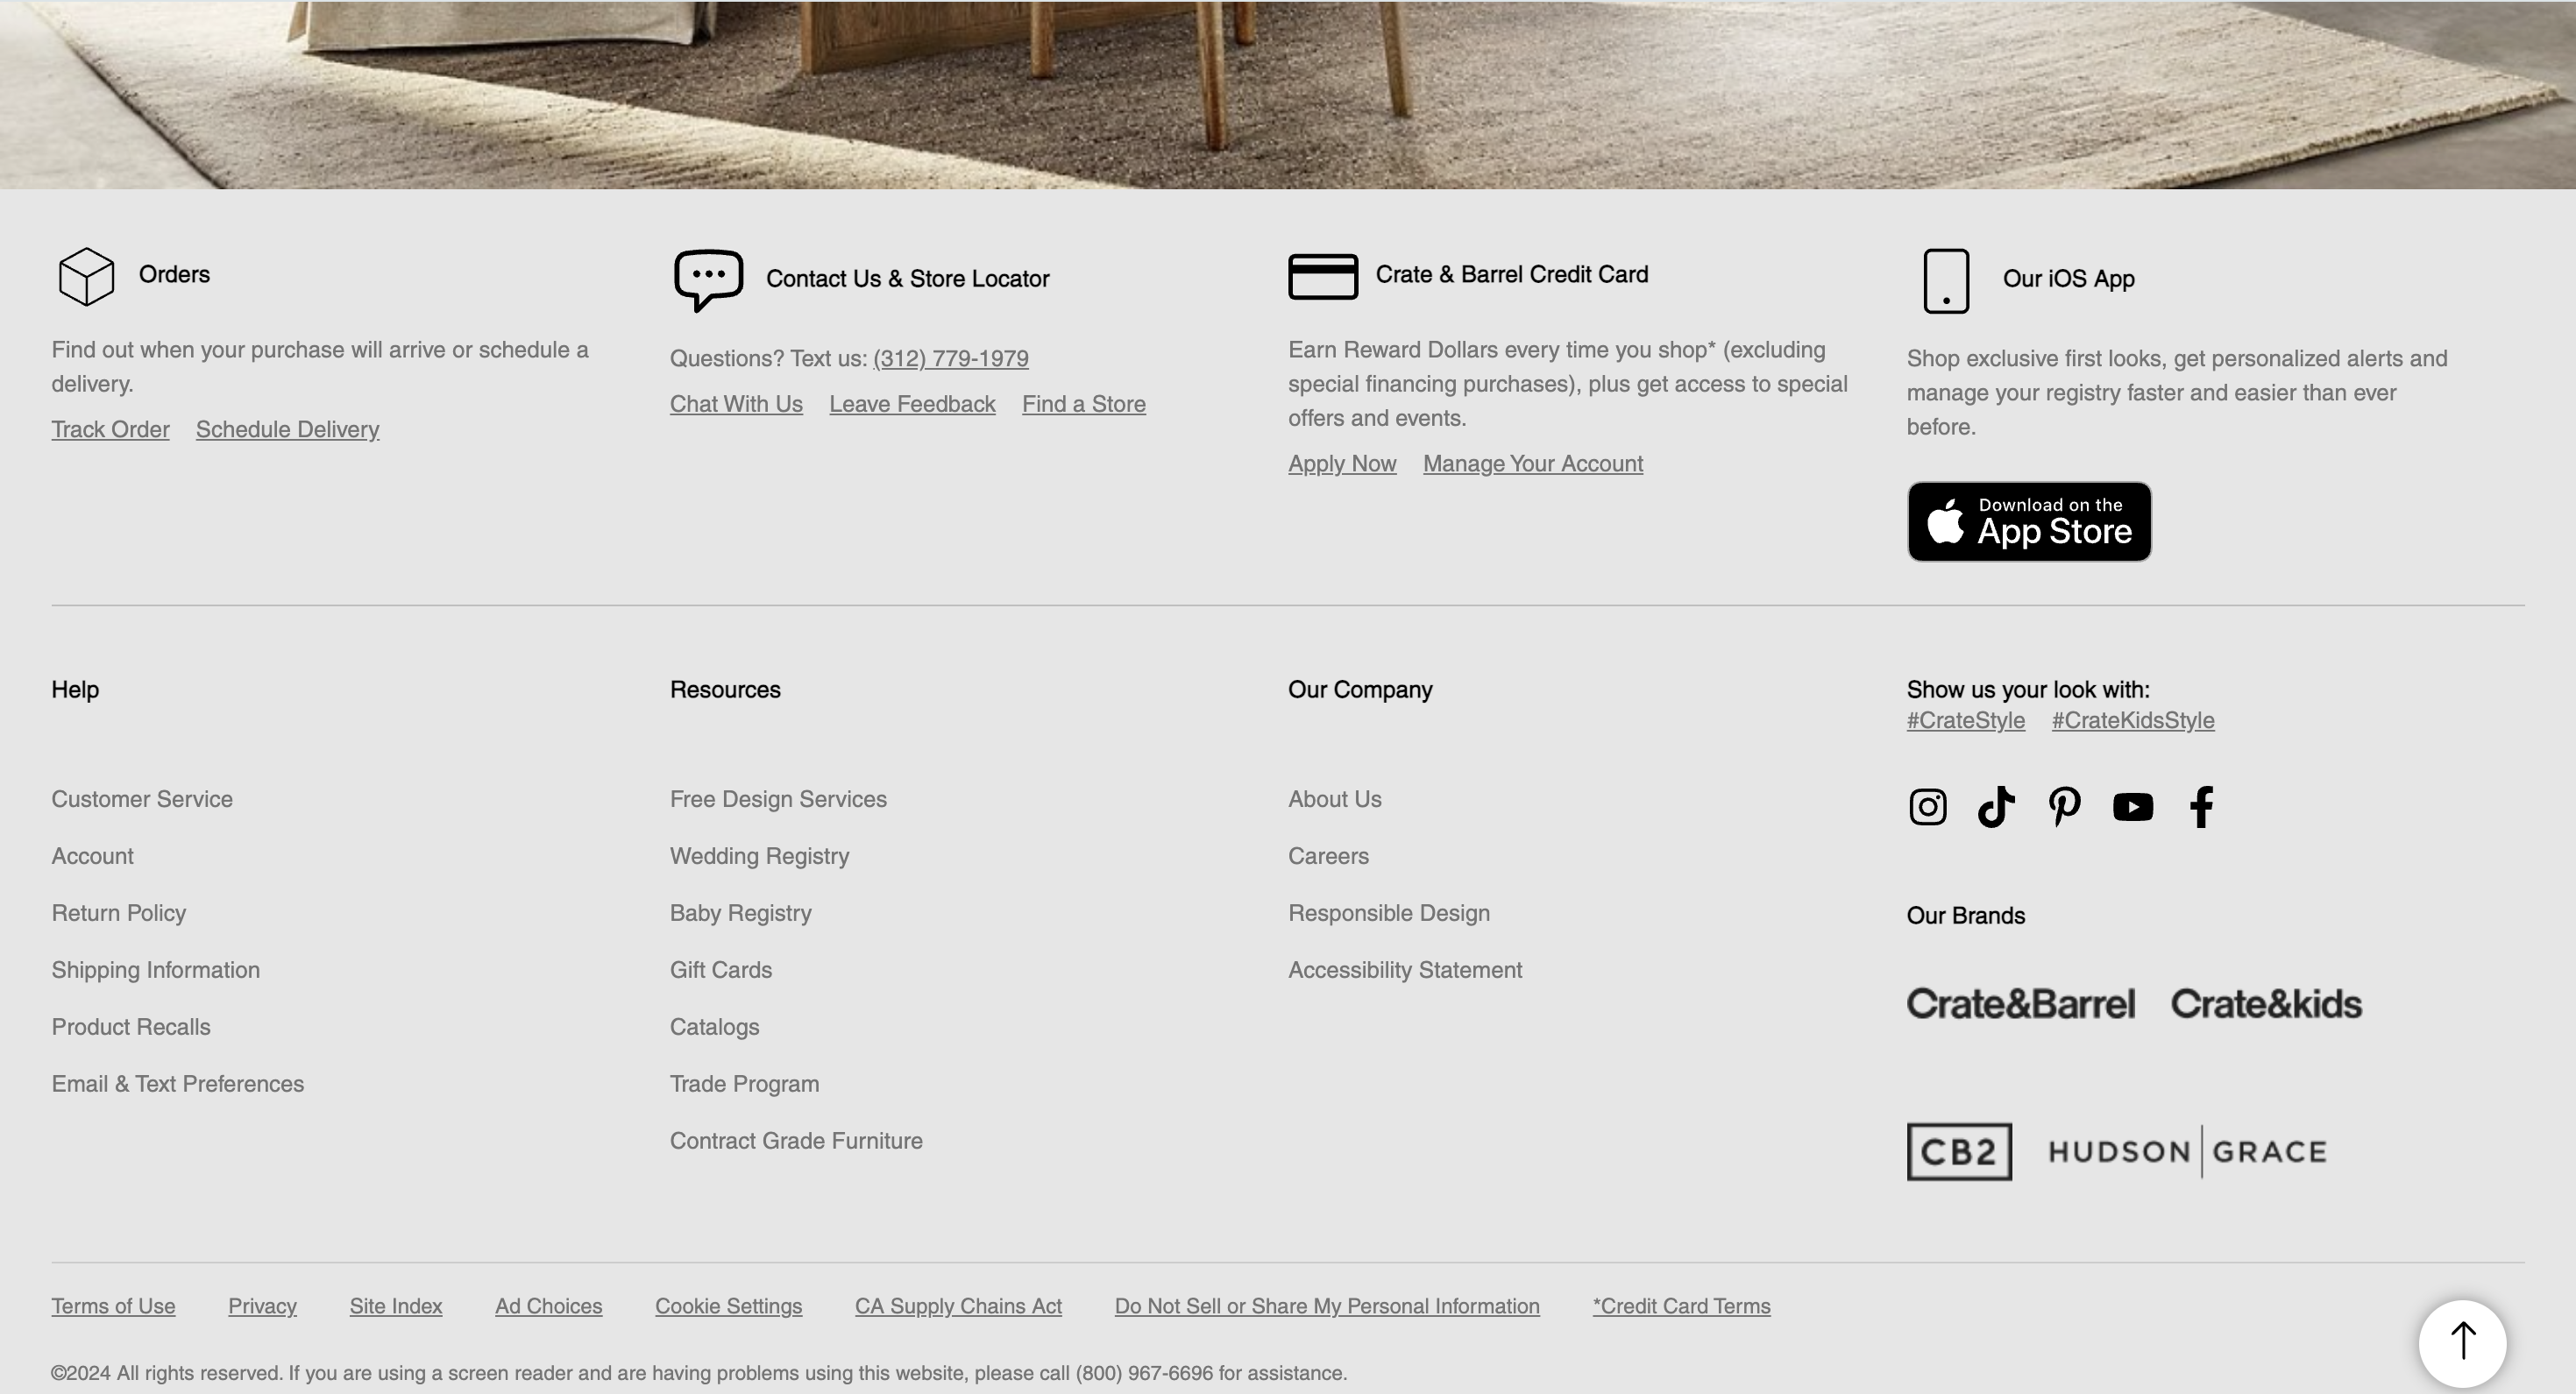 Orders
Find out when your purchase will arrive or schedule a
delivery.
Track Order Schedule Delivery
Contact Us & Store Locator
Questions? Text us: (312) 779-1979
Chat With Us Leave Feedback Find a Store
Crate & Barrel Credit Card
Earn Reward Dollars every time you shop* (excluding
special financing purchases), plus get access to special
offers and events.
Apply Now Manage Your Account
Our iOS App
Shop exclusive first looks, get personalized alerts and
manage your registry faster and easier than ever
before.
Download on the
App Store
Help
Customer Service
Account
Return Policy
Shipping Information
Product Recalls
Email & Text Preferences
Resources
Free Design Services
Wedding Registry
Baby Registry
Gift Cards
Catalogs
Trade Program
Contract Grade Furniture
Our Company
About Us
Careers
Responsible Design
Accessibility Statement
Show us your look with:
#CrateStyle #CrateKidsStyle
Our Brands
Crate&Barrel Crate&kids
CB2 HUDSON GRACE
Terms of Use Privacy Site Index Ad Choices Cookie Settings CA Supply Chains Act Do Not Sell or Share My Personal Information *Credit Card Terms
©2024 All rights reserved. If you are using a screen reader and are having problems using this website, please call (800) 967-6696 for assistance.